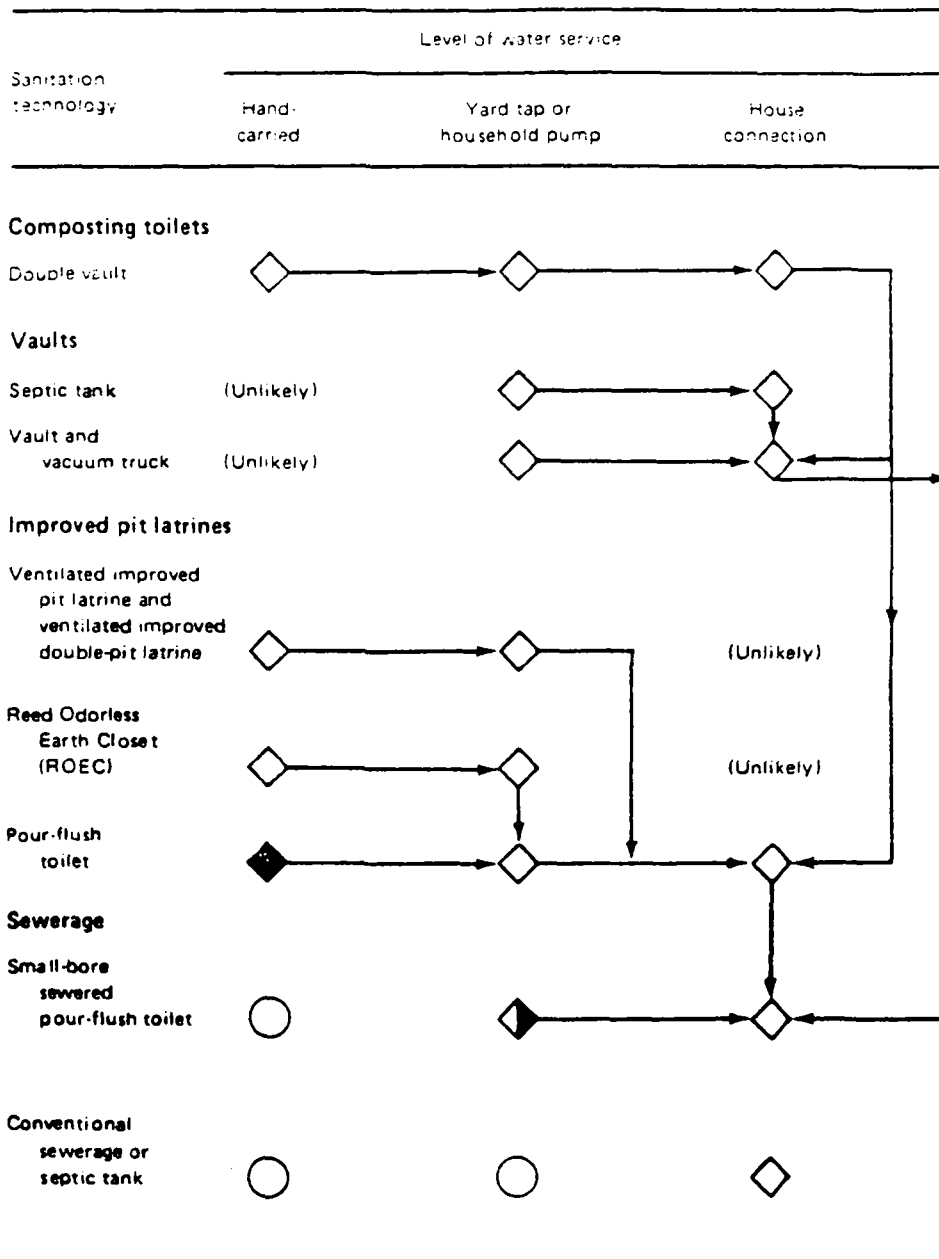 Level of water service
Sanitation
technology
Hand-
carried
Yard tap or
household pump
House
connection
Composting toilets
Double vault
Vaults
Septic tank (Unlikely)
Vault and
vacuum truck (Unlikely)
Improved pit latrines
Ventilated improved
pit latrine and
ventilated improved
double-pit latrine (Unlikely)
Reed Odorless
Earth Closet
(ROEC) (Unlikely)
Pour-flush
toilet
Sewerage
Small-bore
sewered
pour-flush toilet
Conventional
sewerage or
septic tank